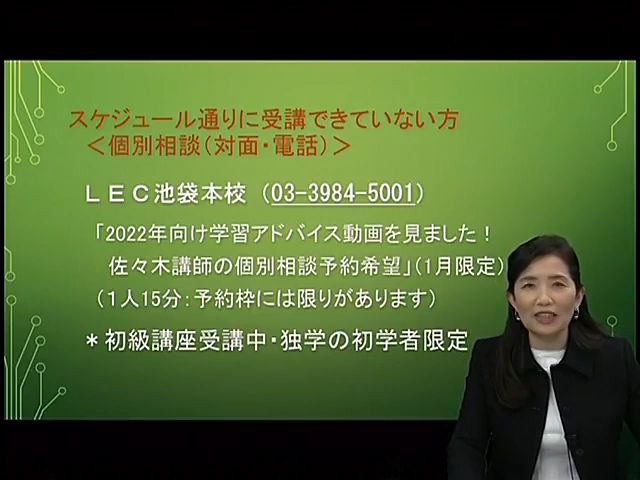 スケジュール通りに受講できていない方
＜個別相談（対面・電話）＞
ＬＥＣ池袋本校（03-3984-5001）
「2022年向け学習アドバイス動画を見ました！
佐々木講師の個別相談予約希望」（1月限定）
（１人15分：予約枠には限りがあります）
＊初級講座受講中・独学の初学者限定